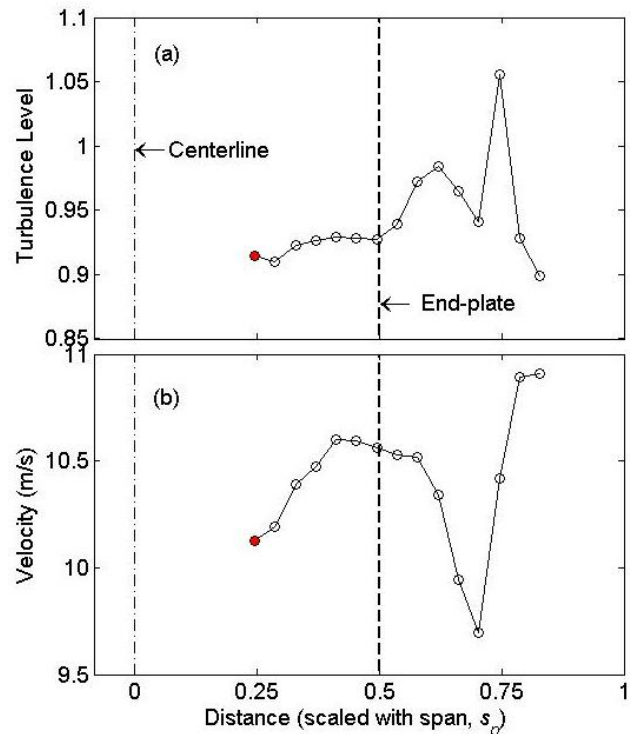 1.1
(a)
1.05
1
Centerline
0.95
0.9
End-plate
0.85
Turbulence Level
11
(b)
10.5
10
9.5
Velocity (m/s)
0 0.25 0.5 0.75 1
Distance (scaled with span, sₚ)